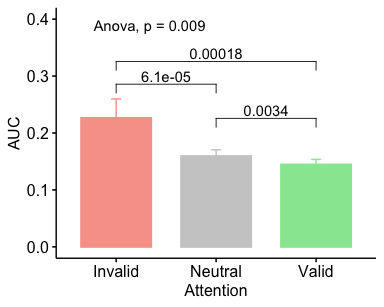 0.4
Anova, p = 0.009
0.00018
0.3
6.1e-05
0.0034
0.2
0.1
0.0
AUC
Invalid Neutral Valid
Attention